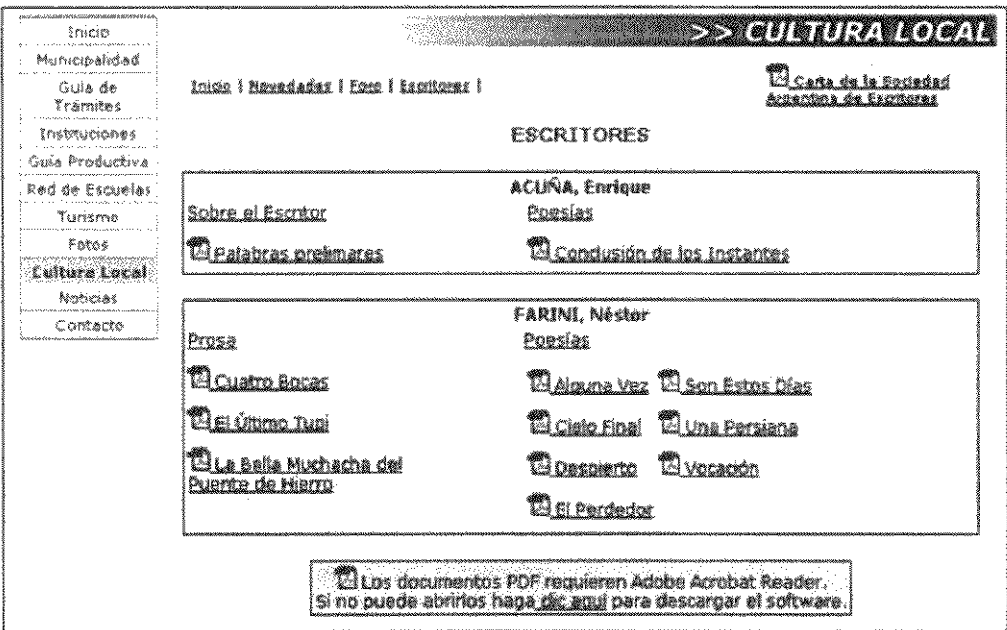 Inicio
Municipalidad
Guía de
Trámites
Instituciones
Guía Productiva
Red de Escuelas
Turismo
Fotos
Cultura Local
Noticias
Contacto
>> CULTURA LOCAL
Inicio | Novedades | Foro | Escritores |
Carta de la Sociedad
Argentina de Escritores
ESCRITORES
ACUÑA, Enrique
Sobre el Escritor Poesías
Palabras prelimares Conclusión de los Instantes
FARINI, Néstor
Prosa Poesías
Cuatro Bocas Alguna Vez Son Estos Días
El Último Tupi Cielo Final Una Persiana
La Bella Muchacha del
Puente de Hierro Despierto Vocación
El Perdedor
Los documentos PDF requieren Adobe Acrobat Reader.
Si no puede abrirlos haga clic aquí para descargar el software.